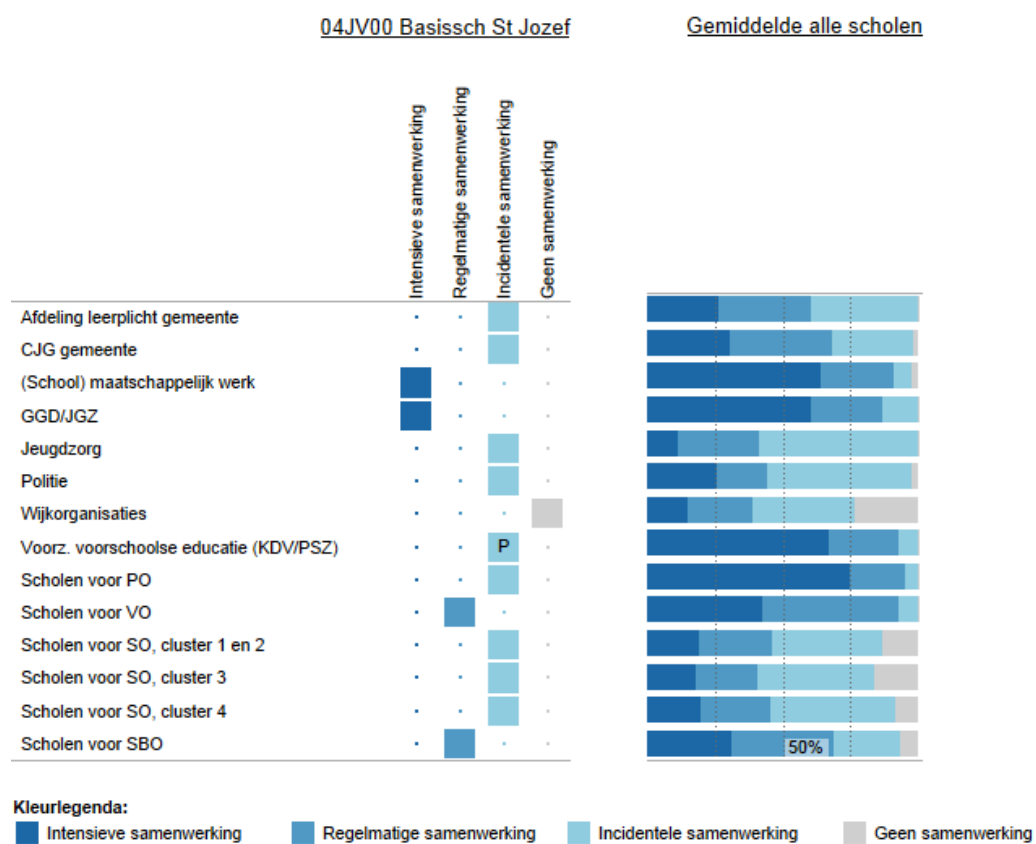 04JV00 Basissch St Jozef
Gemiddelde alle scholen
Intensieve samenwerking
Regelmatige samenwerking
Incidentele samenwerking
Geen samenwerking
Afdeling leerplicht gemeente
CJG gemeente
(School) maatschappelijk werk
GGD/JGZ
Jeugdzorg
Politie
Wijkorganisaties
Voorz. voorschoolse educatie (KDV/PSZ) P
Scholen voor PO
Scholen voor VO
Scholen voor SO, cluster 1 en 2
Scholen voor SO, cluster 3
Scholen voor SO, cluster 4
Scholen voor SBO 50%
Kleurlegenda:
Intensieve samenwerking Regelmatige samenwerking Incidentele samenwerking Geen samenwerking